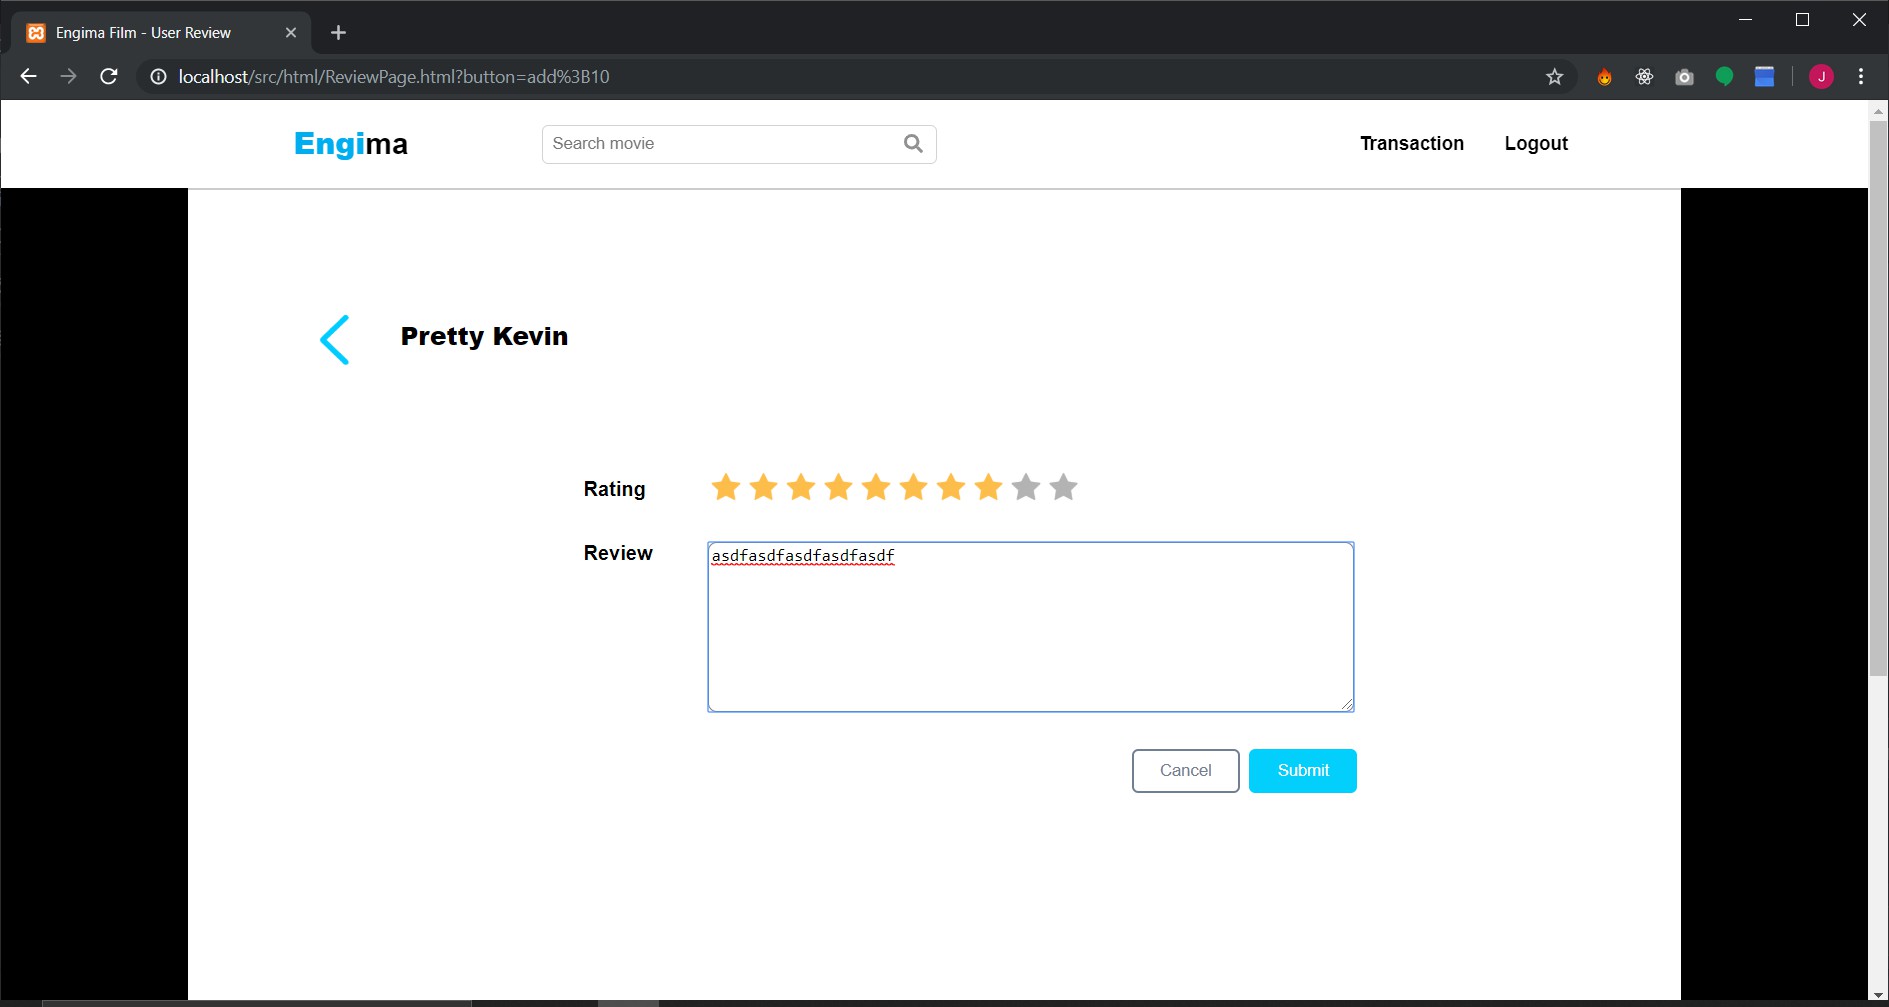 Engima Film - User Review
localhost/src/html/ReviewPage.html?button=add%3B10
J
Engima
Search movie
Transaction
Logout
Pretty Kevin
Rating
Review
asdfasdfasdfasdfasdf
Cancel
Submit